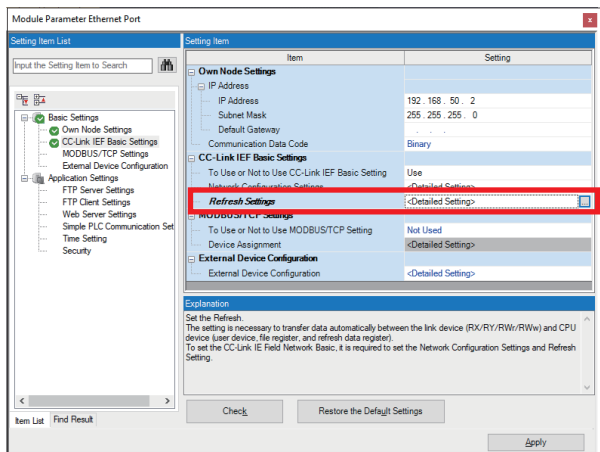 Module Parameter Ethernet Port
x
Setting Item List
Setting Item
Input the Setting Item to Search
Item Setting
Own Node Settings
IP Address
IP Address 192 . 168 . 50 . 2
Subnet Mask 255 . 255 . 255 . 0
Default Gateway . . .
Communication Data Code Binary
CC-Link IEF Basic Settings
To Use or Not to Use CC-Link IEF Basic Setting Use
Network Configuration Settings <Detailed Setting>
Refresh Settings <Detailed Setting> ...
MODBUS/TCP Settings
To Use or Not to Use MODBUS/TCP Setting Not Used
Device Assignment <Detailed Setting>
External Device Configuration
External Device Configuration <Detailed Setting>
Basic Settings
Own Node Settings
CC-Link IEF Basic Settings
MODBUS/TCP Settings
External Device Configuration
Application Settings
FTP Server Settings
FTP Client Settings
Web Server Settings
Simple PLC Communication Set
Time Setting
Security
Explanation
Set the Refresh.
The setting is necessary to transfer data automatically between the link device (RX/RY/RWr/RWw) and CPU
device (user device, file register, and refresh data register).
To set the CC-Link IE Field Network Basic, it is required to set the Network Configuration Settings and Refresh
Setting.
Item List Find Result
Check Restore the Default Settings
Apply